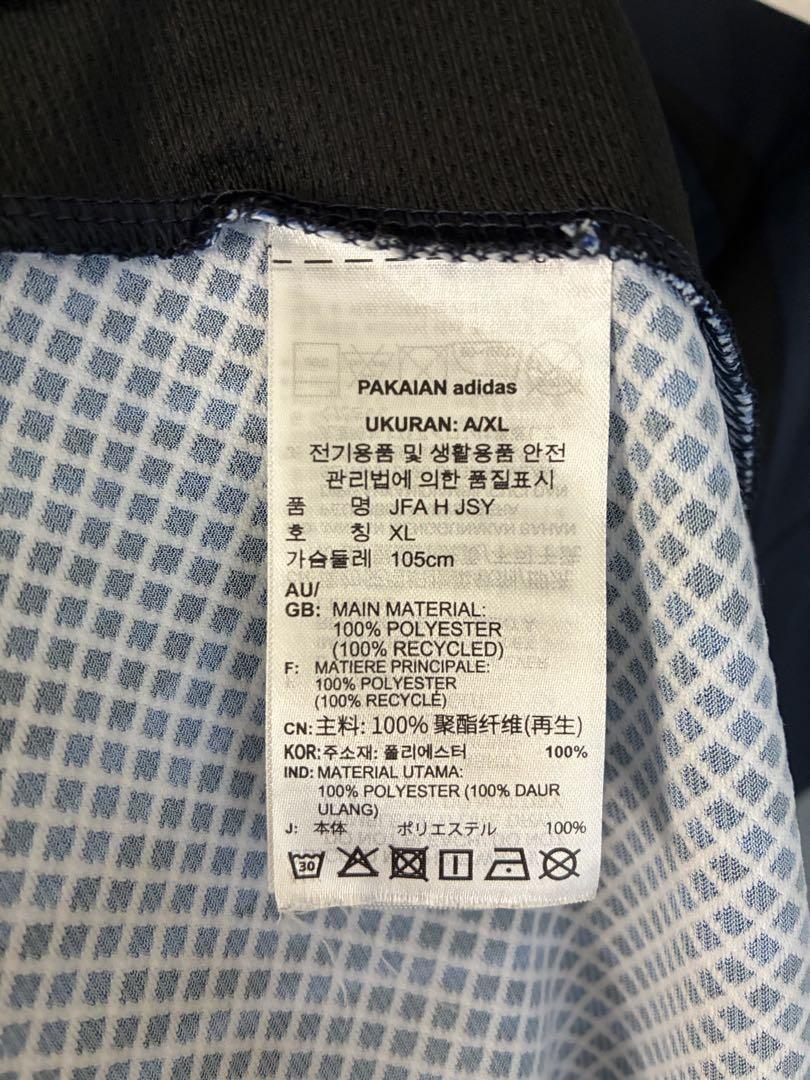 PAKAIAN adidas
UKURAN: A/XL
전기용품 및 생활용품 안전
관리법에 의한 품질표시
품 명 JFA H JSY
호 칭 XL
가슴둘레 105cm
AU/
GB: MAIN MATERIAL:
100% POLYESTER
(100% RECYCLED)
F: MATIERE PRINCIPALE:
100% POLYESTER
(100% RECYCLÉ)
CN: 主料: 100% 聚酯纤维(再生)
KOR: 주소재: 폴리에스터 100%
IND: MATERIAL UTAMA:
100% POLYESTER (100% DAUR
ULANG)
J: 本体 ポリエステル 100%
30